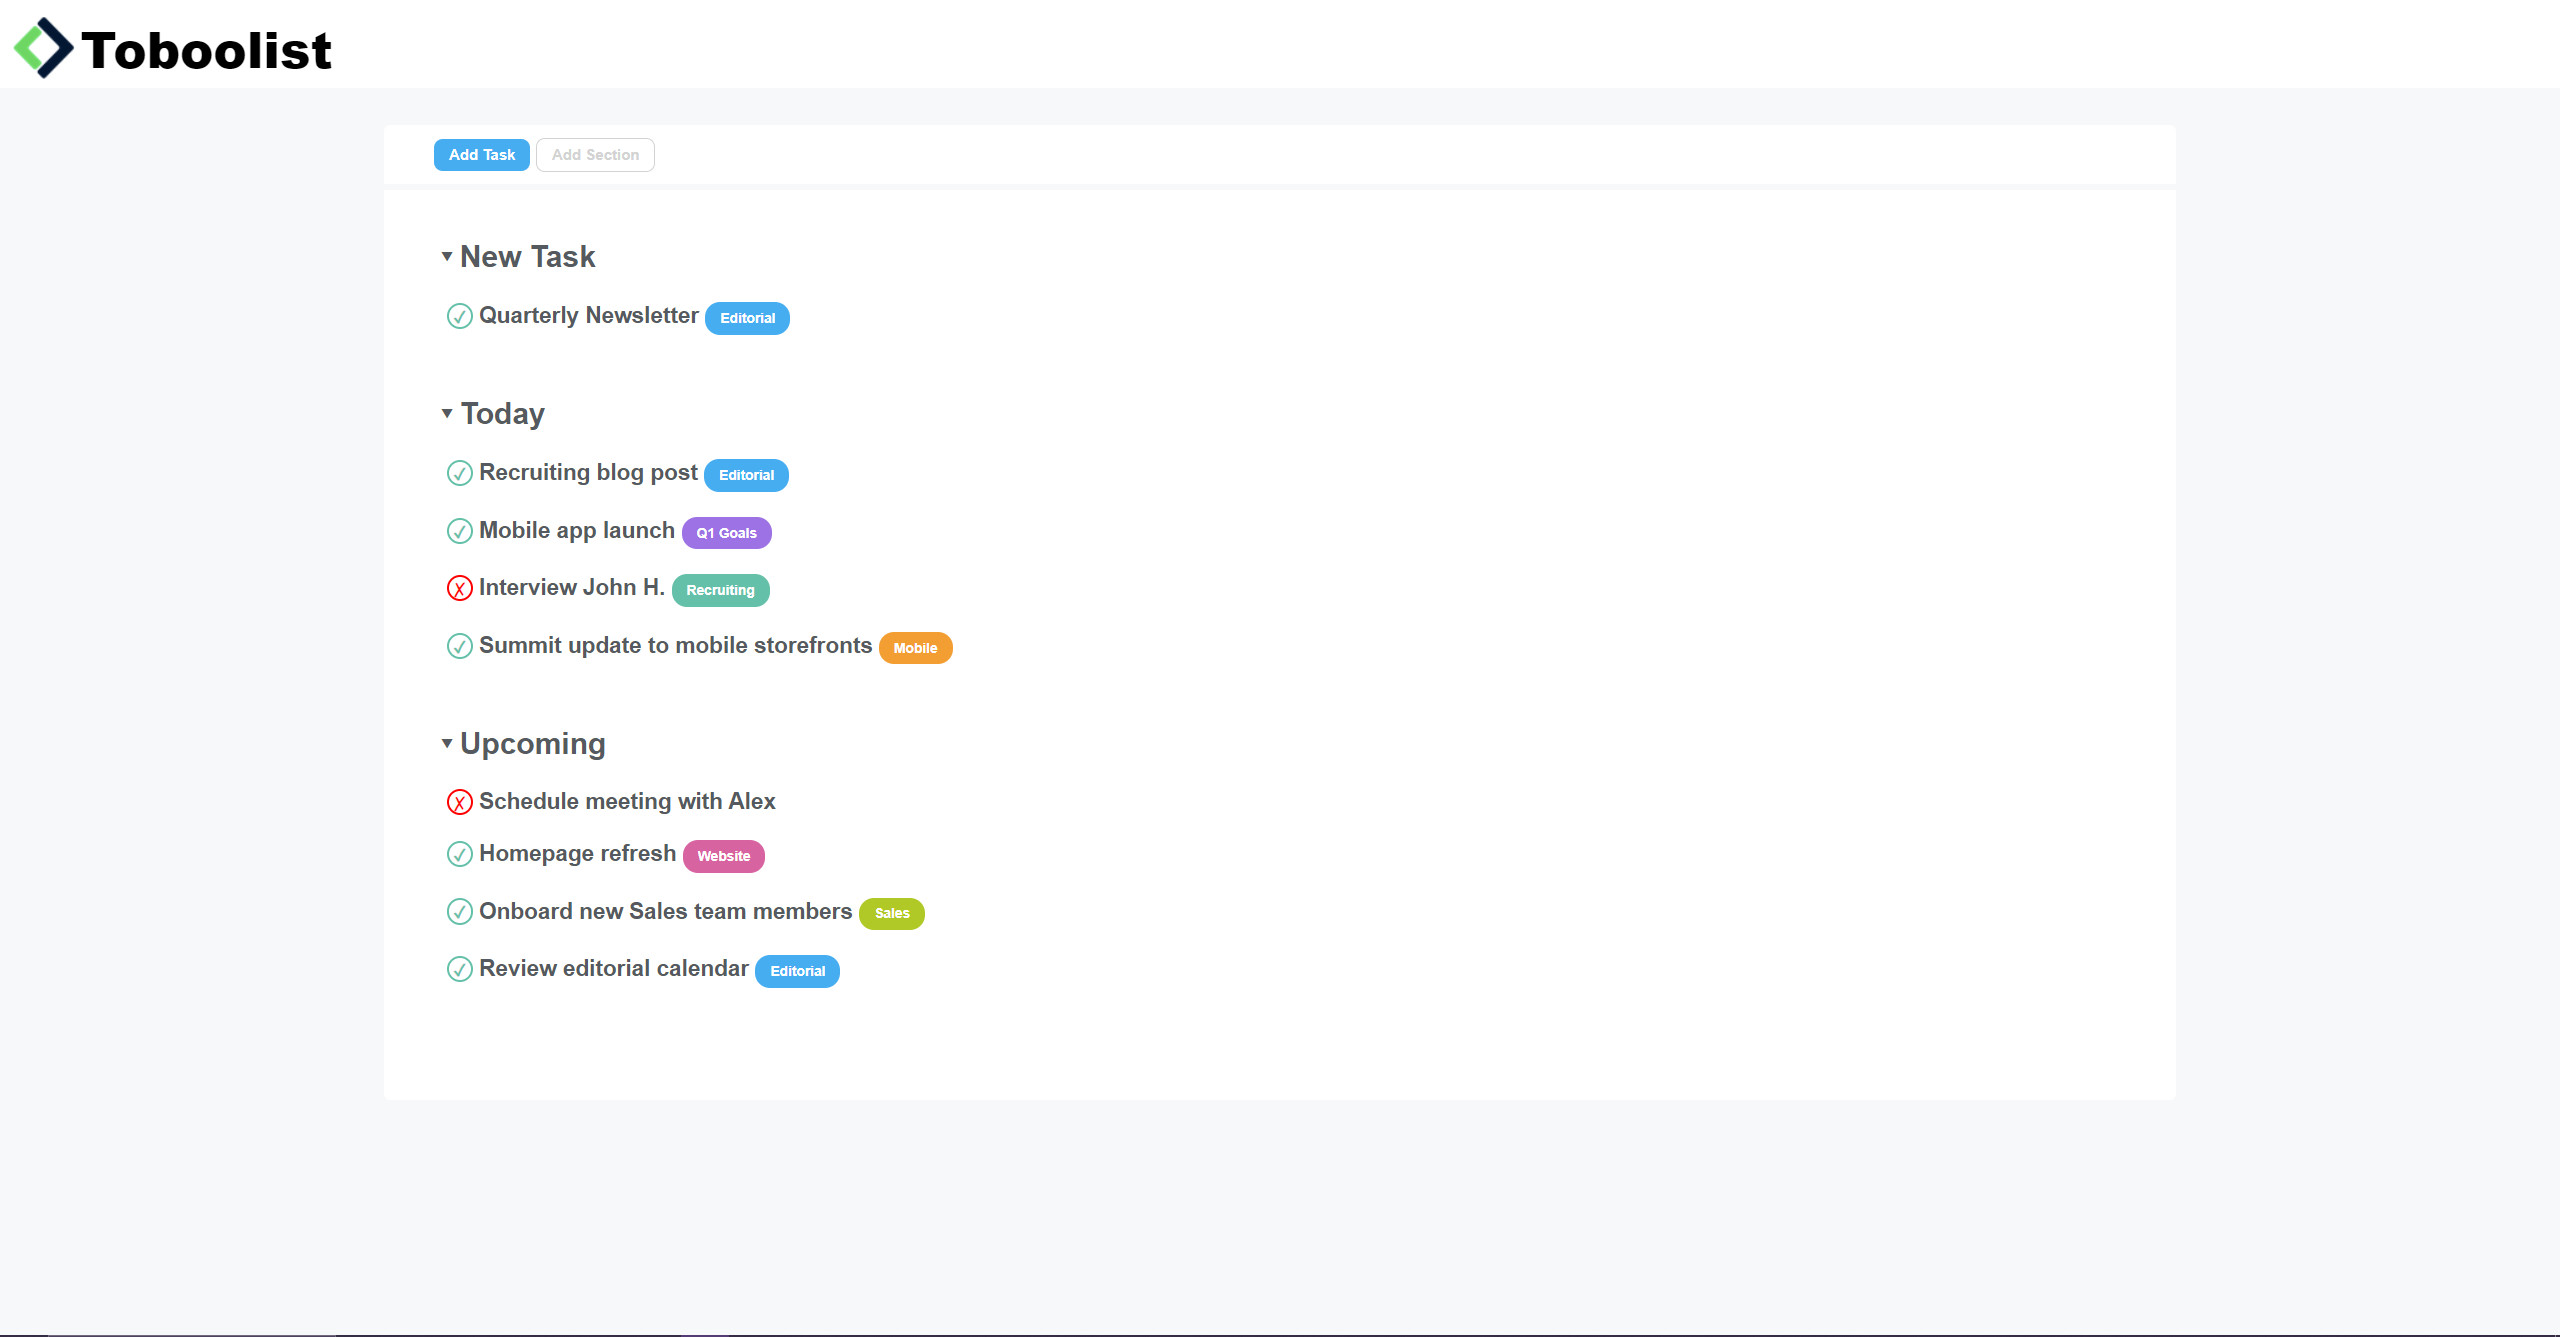 Toboolist
Add Task Add Section
New Task
Quarterly Newsletter Editorial
Today
Recruiting blog post Editorial
Mobile app launch Q1 Goals
Interview John H. Recruiting
Summit update to mobile storefronts Mobile
Upcoming
Schedule meeting with Alex
Homepage refresh Website
Onboard new Sales team members Sales
Review editorial calendar Editorial